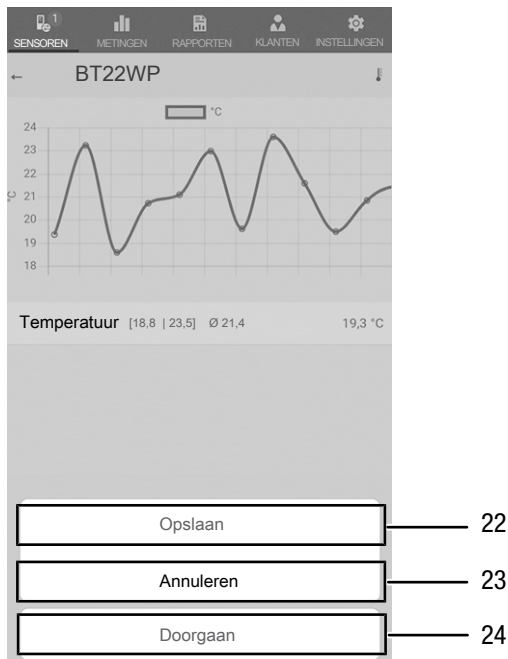 1
SENSOREN METINGEN RAPPORTEN KLANTEN INSTELLINGEN
← BT22WP
°C
24
23
22
21
20
19
18
°C
Temperatuur [18,8 | 23,5] Ø 21,4 19,3 °C
Opslaan 22
Annuleren 23
Doorgaan 24